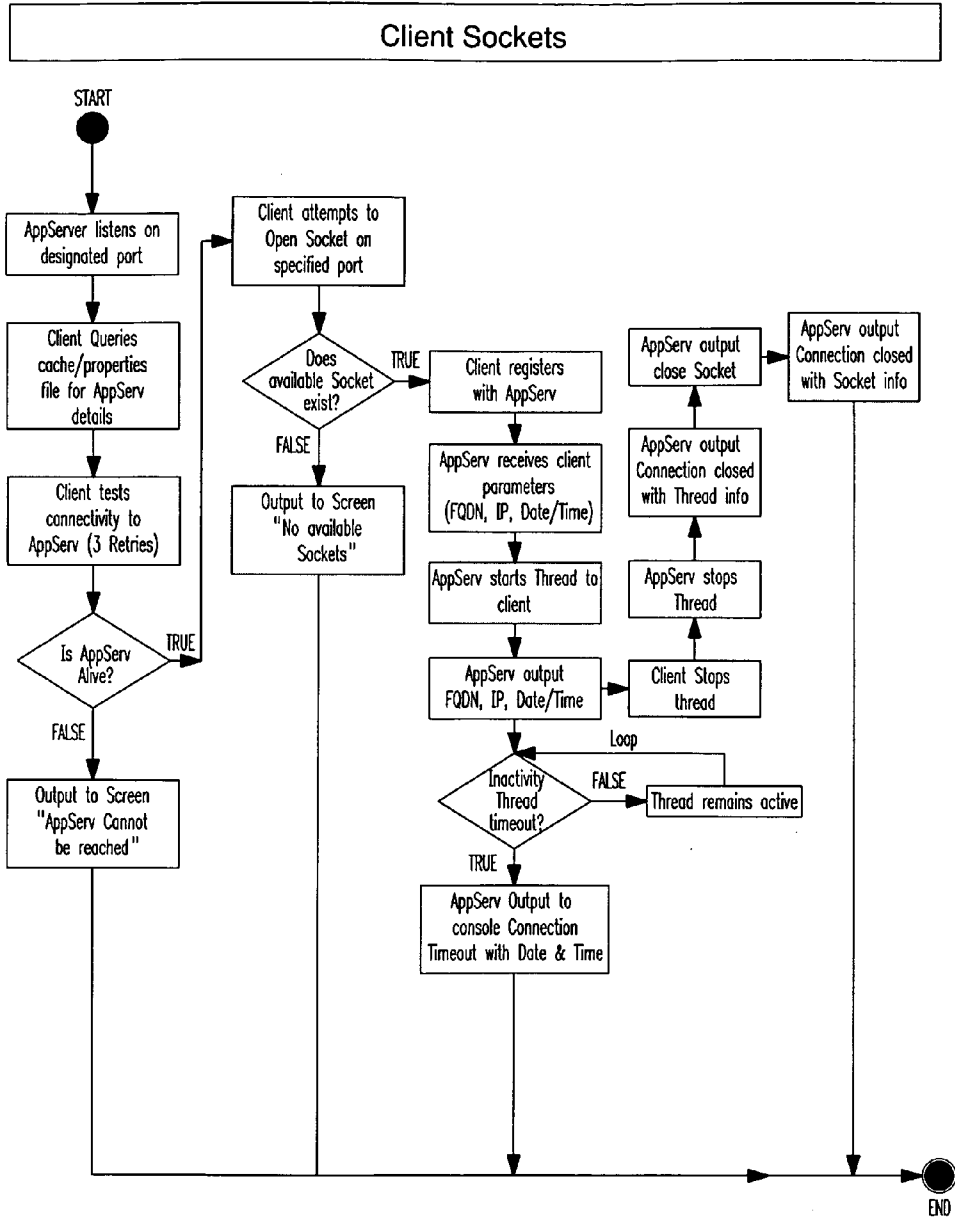 Client Sockets
START
AppServer listens on
designated port
Client Queries
cache/properties
file for AppServ
details
Client tests
connectivity to
AppServ (3 Retries)
Is AppServ
Alive?
TRUE
FALSE
Output to Screen
"AppServ Cannot
be reached"
Client attempts to
Open Socket on
specified port
Does
available Socket
exist?
TRUE
FALSE
Output to Screen
"No available
Sockets"
Client registers
with AppServ
AppServ receives client
parameters
(FQDN, IP, Date/Time)
AppServ starts Thread to
client
AppServ output
FQDN, IP, Date/Time
Inactivity
Thread
timeout?
FALSE
Loop
Thread remains active
TRUE
AppServ Output to
console Connection
Timeout with Date & Time
Client Stops
thread
AppServ stops
Thread
AppServ output
Connection closed
with Thread info
AppServ output
close Socket
AppServ output
Connection closed
with Socket info
END